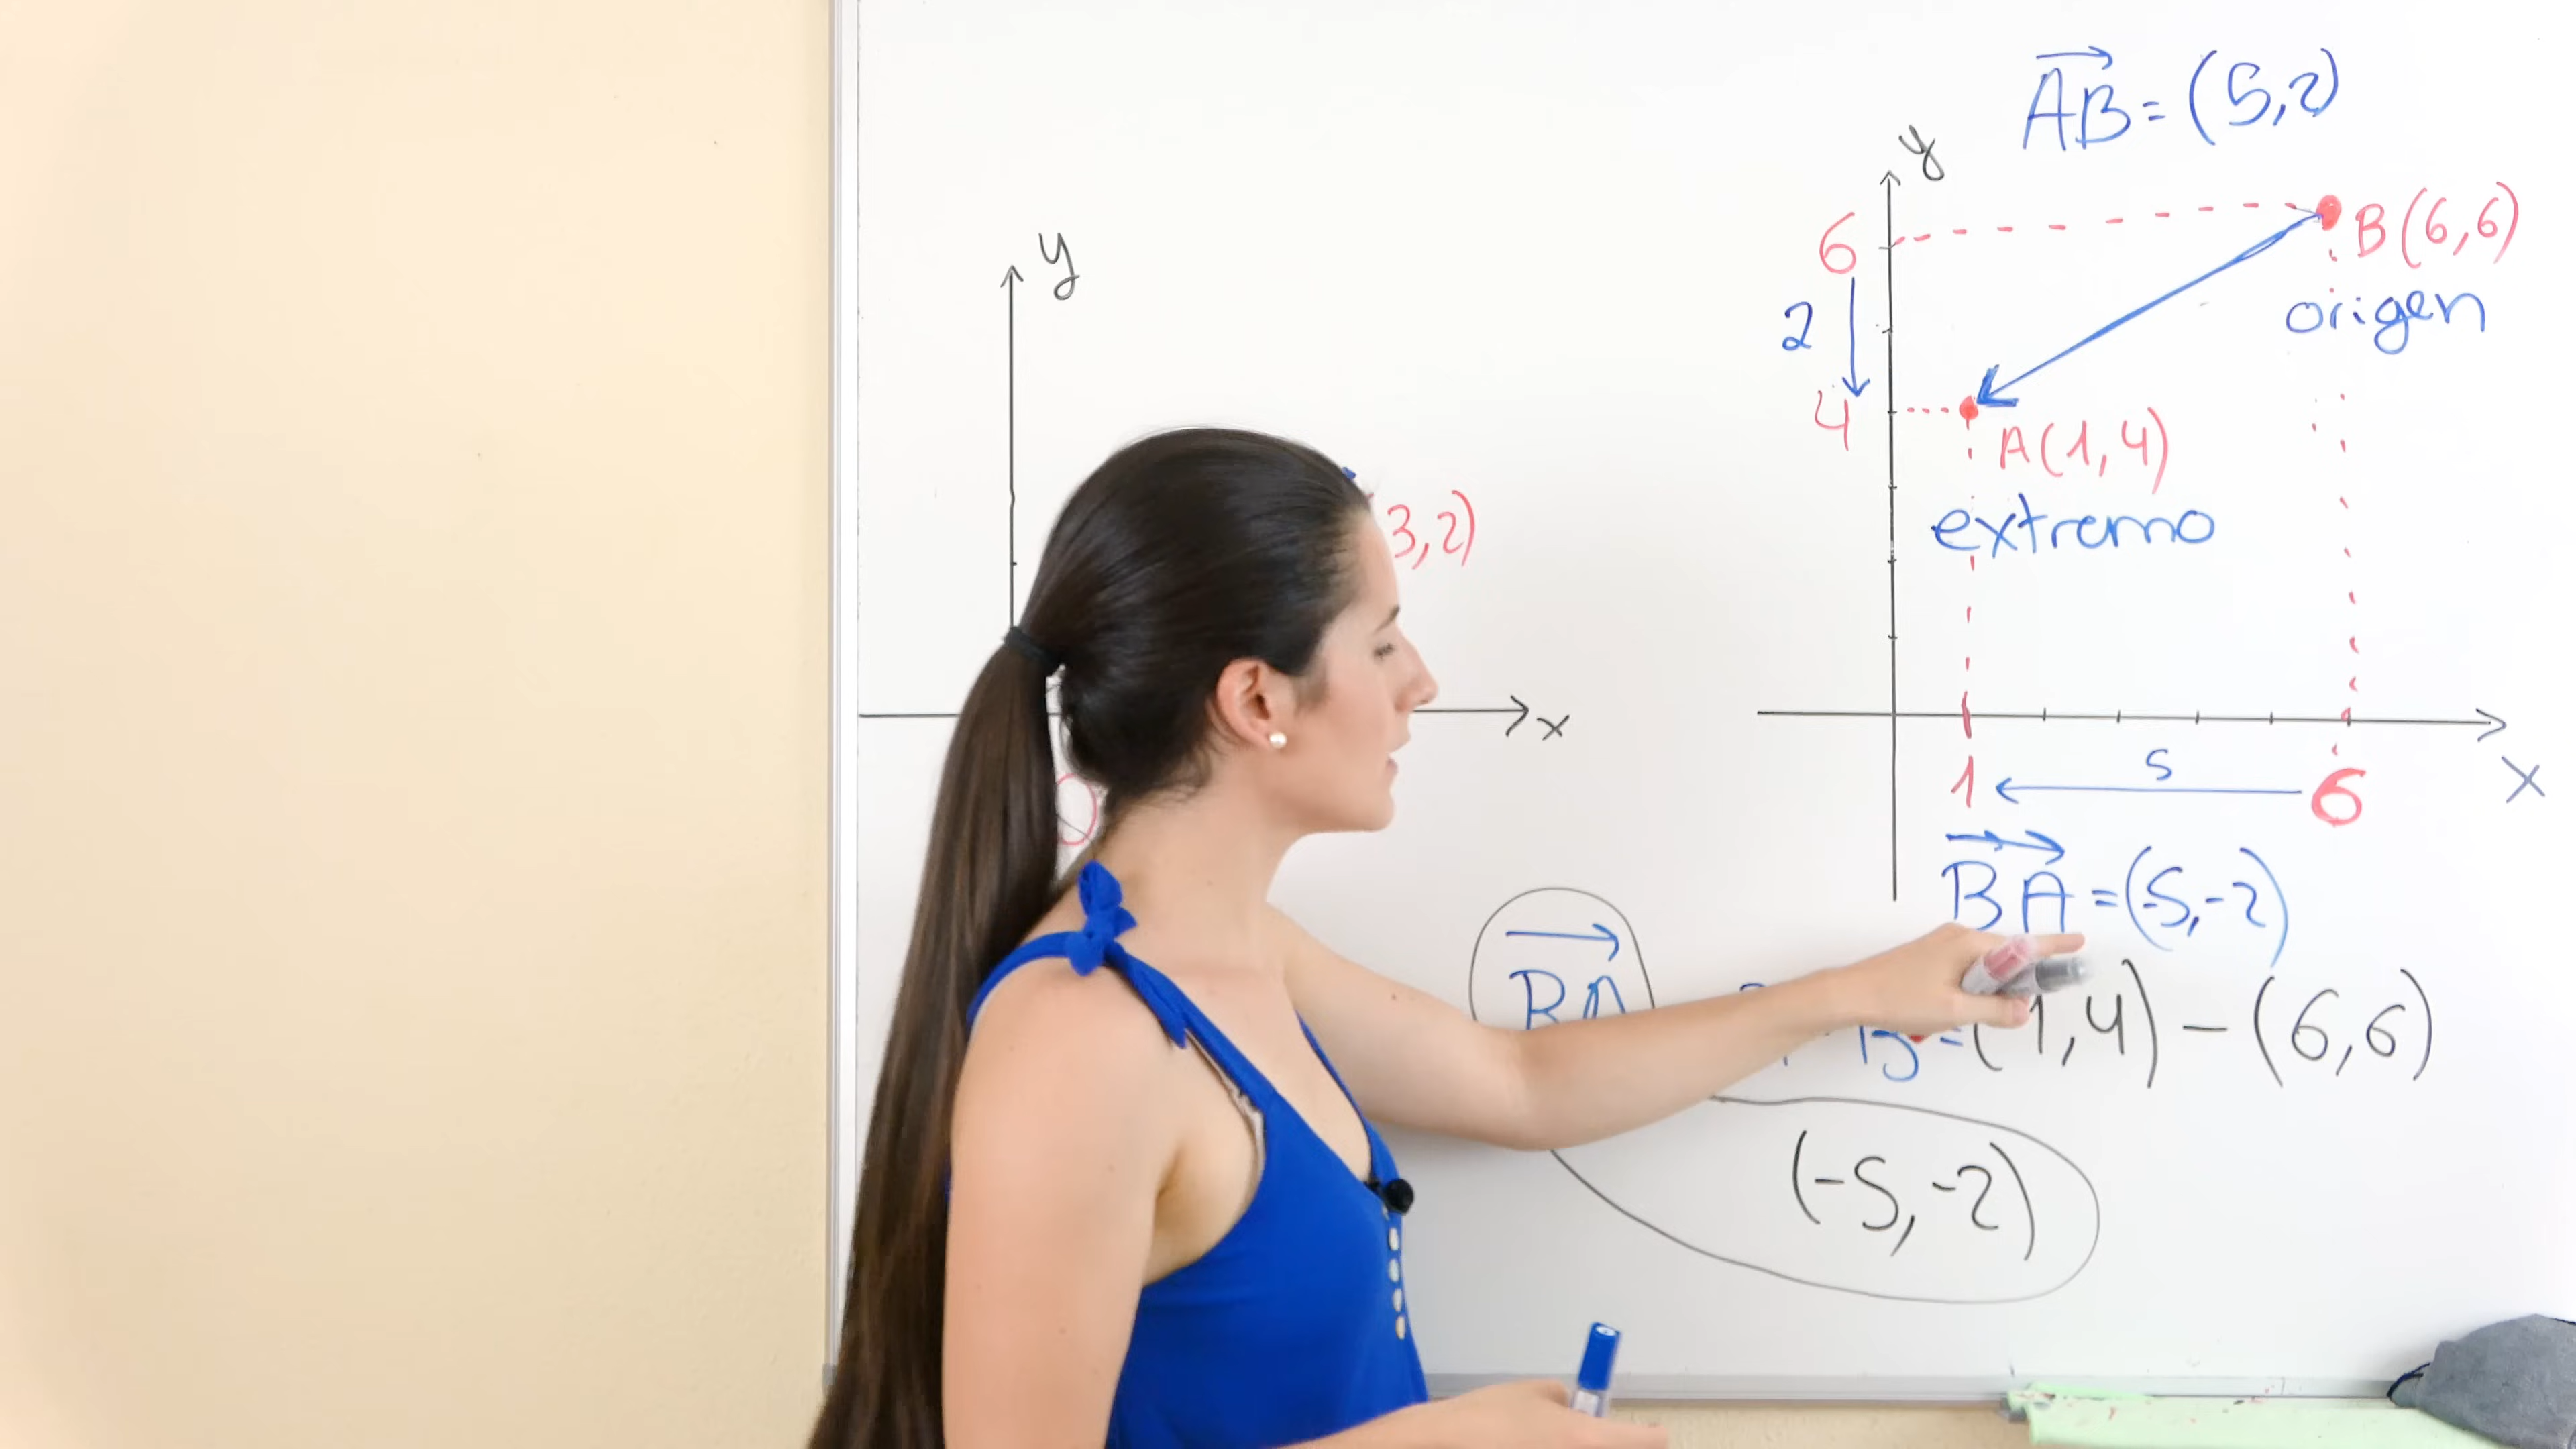 y
(3,2)
x
0
AB = (5,2)
y
6
B(6,6)
origen
2
4
A(1,4)
extremo
5
1
6
x
BA = (-5,-2)
BA
= (1,4) - (6,6)
(-5,-2)